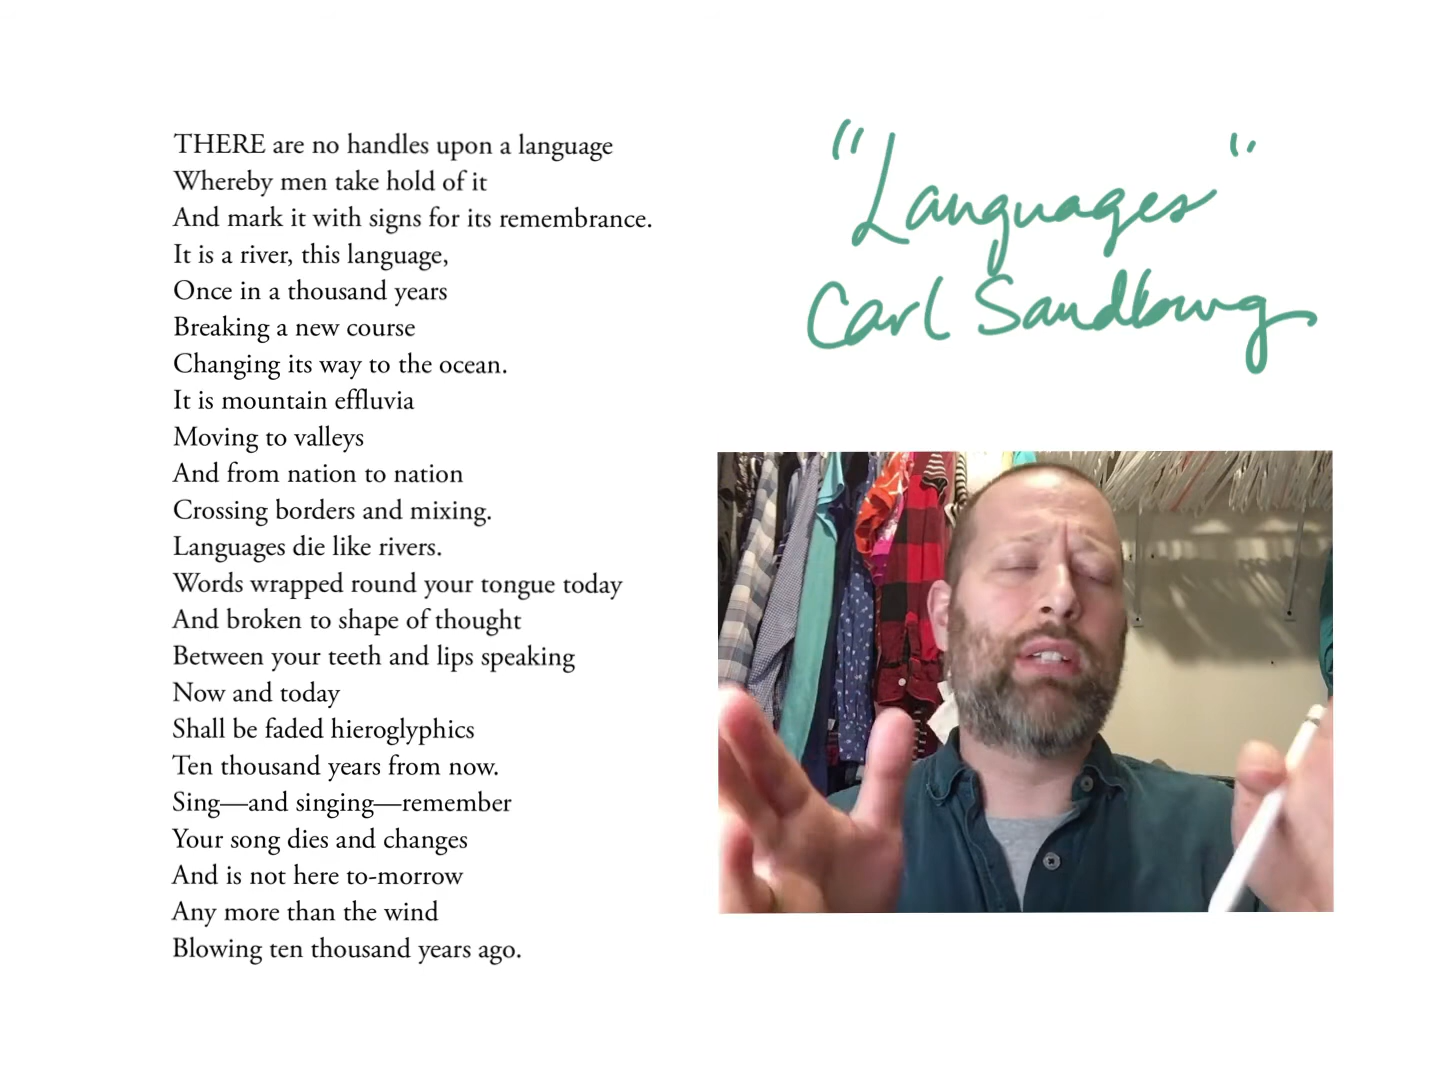 THERE are no handles upon a language
Whereby men take hold of it
And mark it with signs for its remembrance.
It is a river, this language,
Once in a thousand years
Breaking a new course
Changing its way to the ocean.
It is mountain effluvia
Moving to valleys
And from nation to nation
Crossing borders and mixing.
Languages die like rivers.
Words wrapped round your tongue today
And broken to shape of thought
Between your teeth and lips speaking
Now and today
Shall be faded hieroglyphics
Ten thousand years from now.
Sing—and singing—remember
Your song dies and changes
And is not here to-morrow
Any more than the wind
Blowing ten thousand years ago.
"Languages"
Carl Sandburg